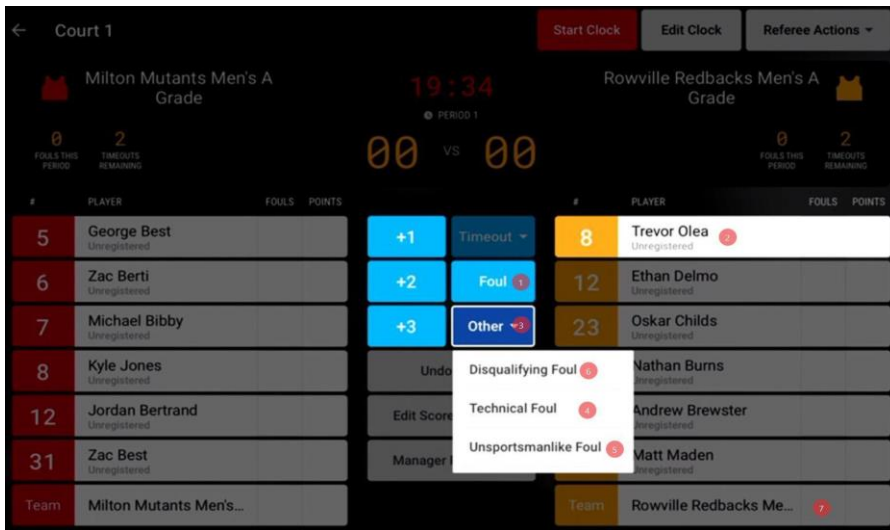 Court 1
Start Clock
Edit Clock
Referee Actions
Milton Mutants Men's A
Grade
19:34
PERIOD 1
Rowville Redbacks Men's A
Grade
0
FOULS THIS
PERIOD
2
TIMEOUTS
REMAINING
00 VS 00
0
FOULS THIS
PERIOD
2
TIMEOUTS
REMAINING
# PLAYER FOULS POINTS
# PLAYER FOULS POINTS
5 George Best
Unregistered
+1 Timeout
8 Trevor Olea 2
Unregistered
6 Zac Berti
Unregistered
+2 Foul 1
12 Ethan Delmo
Unregistered
7 Michael Bibby
Unregistered
+3 Other 3
23 Oskar Childs
Unregistered
8 Kyle Jones
Unregistered
Undo
Disqualifying Foul 6
Nathan Burns
Unregistered
12 Jordan Bertrand
Unregistered
Edit Score
Technical Foul 4
Andrew Brewster
Unregistered
31 Zac Best
Unregistered
Manager
Unsportsmanlike Foul 5
Matt Maden
Unregistered
Team Milton Mutants Men's...
Team Rowville Redbacks Me... 7